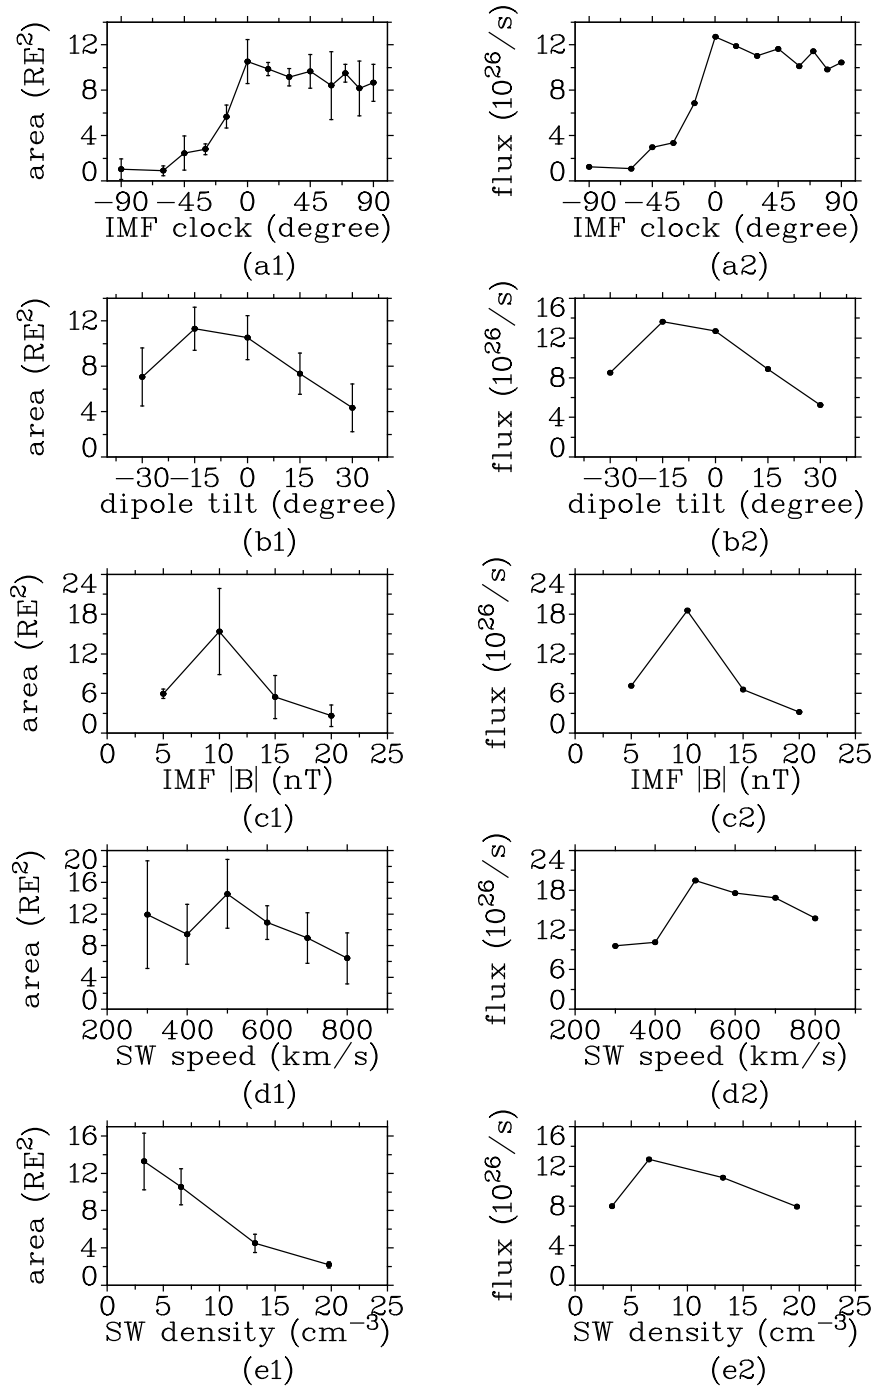 area (RE²)
12
8
4
0
−90 −45 0 45 90
IMF clock (degree)
(a1)
flux (10²⁶/s)
12
8
4
0
−90 −45 0 45 90
IMF clock (degree)
(a2)
area (RE²)
12
8
4
0
−30 −15 0 15 30
dipole tilt (degree)
(b1)
flux (10²⁶/s)
16
12
8
4
0
−30 −15 0 15 30
dipole tilt (degree)
(b2)
area (RE²)
24
18
12
6
0
0 5 10 15 20 25
IMF |B| (nT)
(c1)
flux (10²⁶/s)
24
18
12
6
0
0 5 10 15 20 25
IMF |B| (nT)
(c2)
area (RE²)
20
16
12
8
4
0
200 400 600 800
SW speed (km/s)
(d1)
flux (10²⁶/s)
24
18
12
6
0
200 400 600 800
SW speed (km/s)
(d2)
area (RE²)
16
12
8
4
0
0 5 10 15 20 25
SW density (cm⁻³)
(e1)
flux (10²⁶/s)
16
12
8
4
0
0 5 10 15 20 25
SW density (cm⁻³)
(e2)